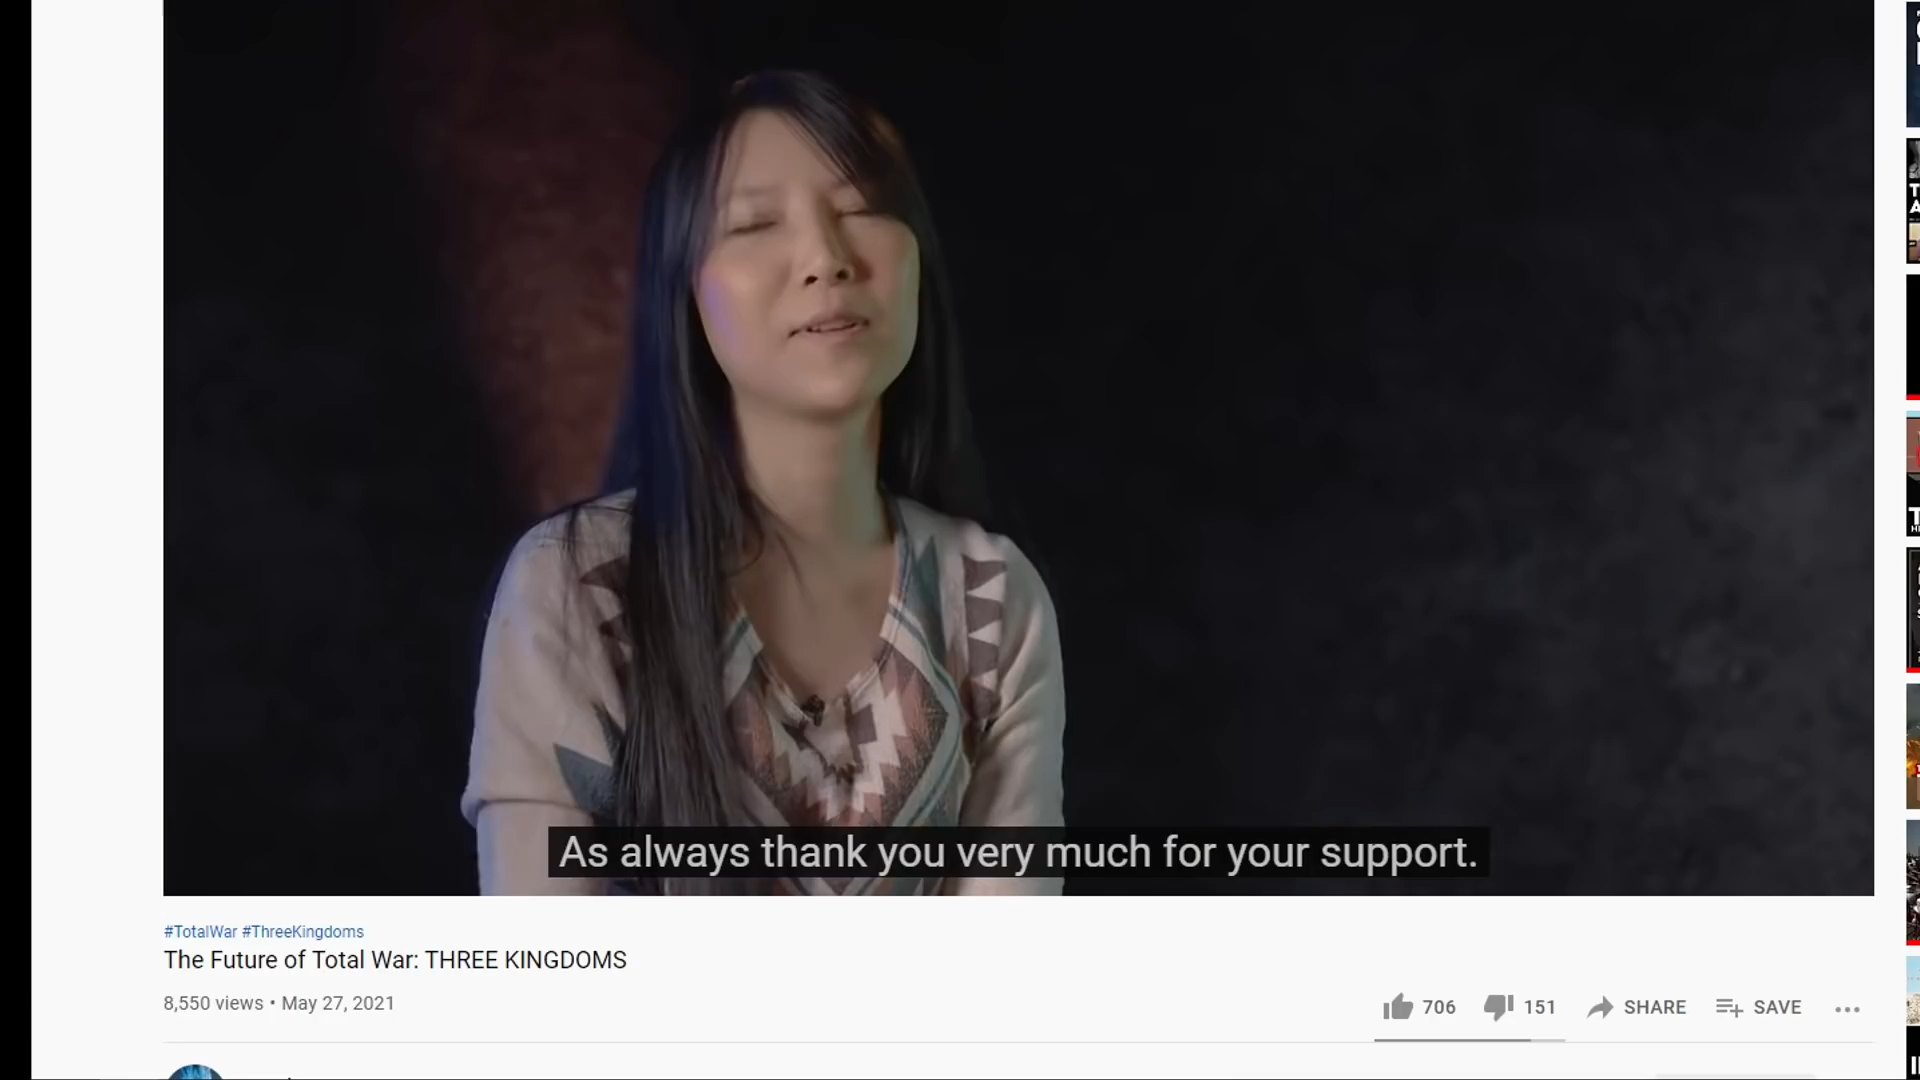 As always thank you very much for your support.
#TotalWar #ThreeKingdoms
The Future of Total War: THREE KINGDOMS
8,550 views • May 27, 2021
706 151 SHARE SAVE